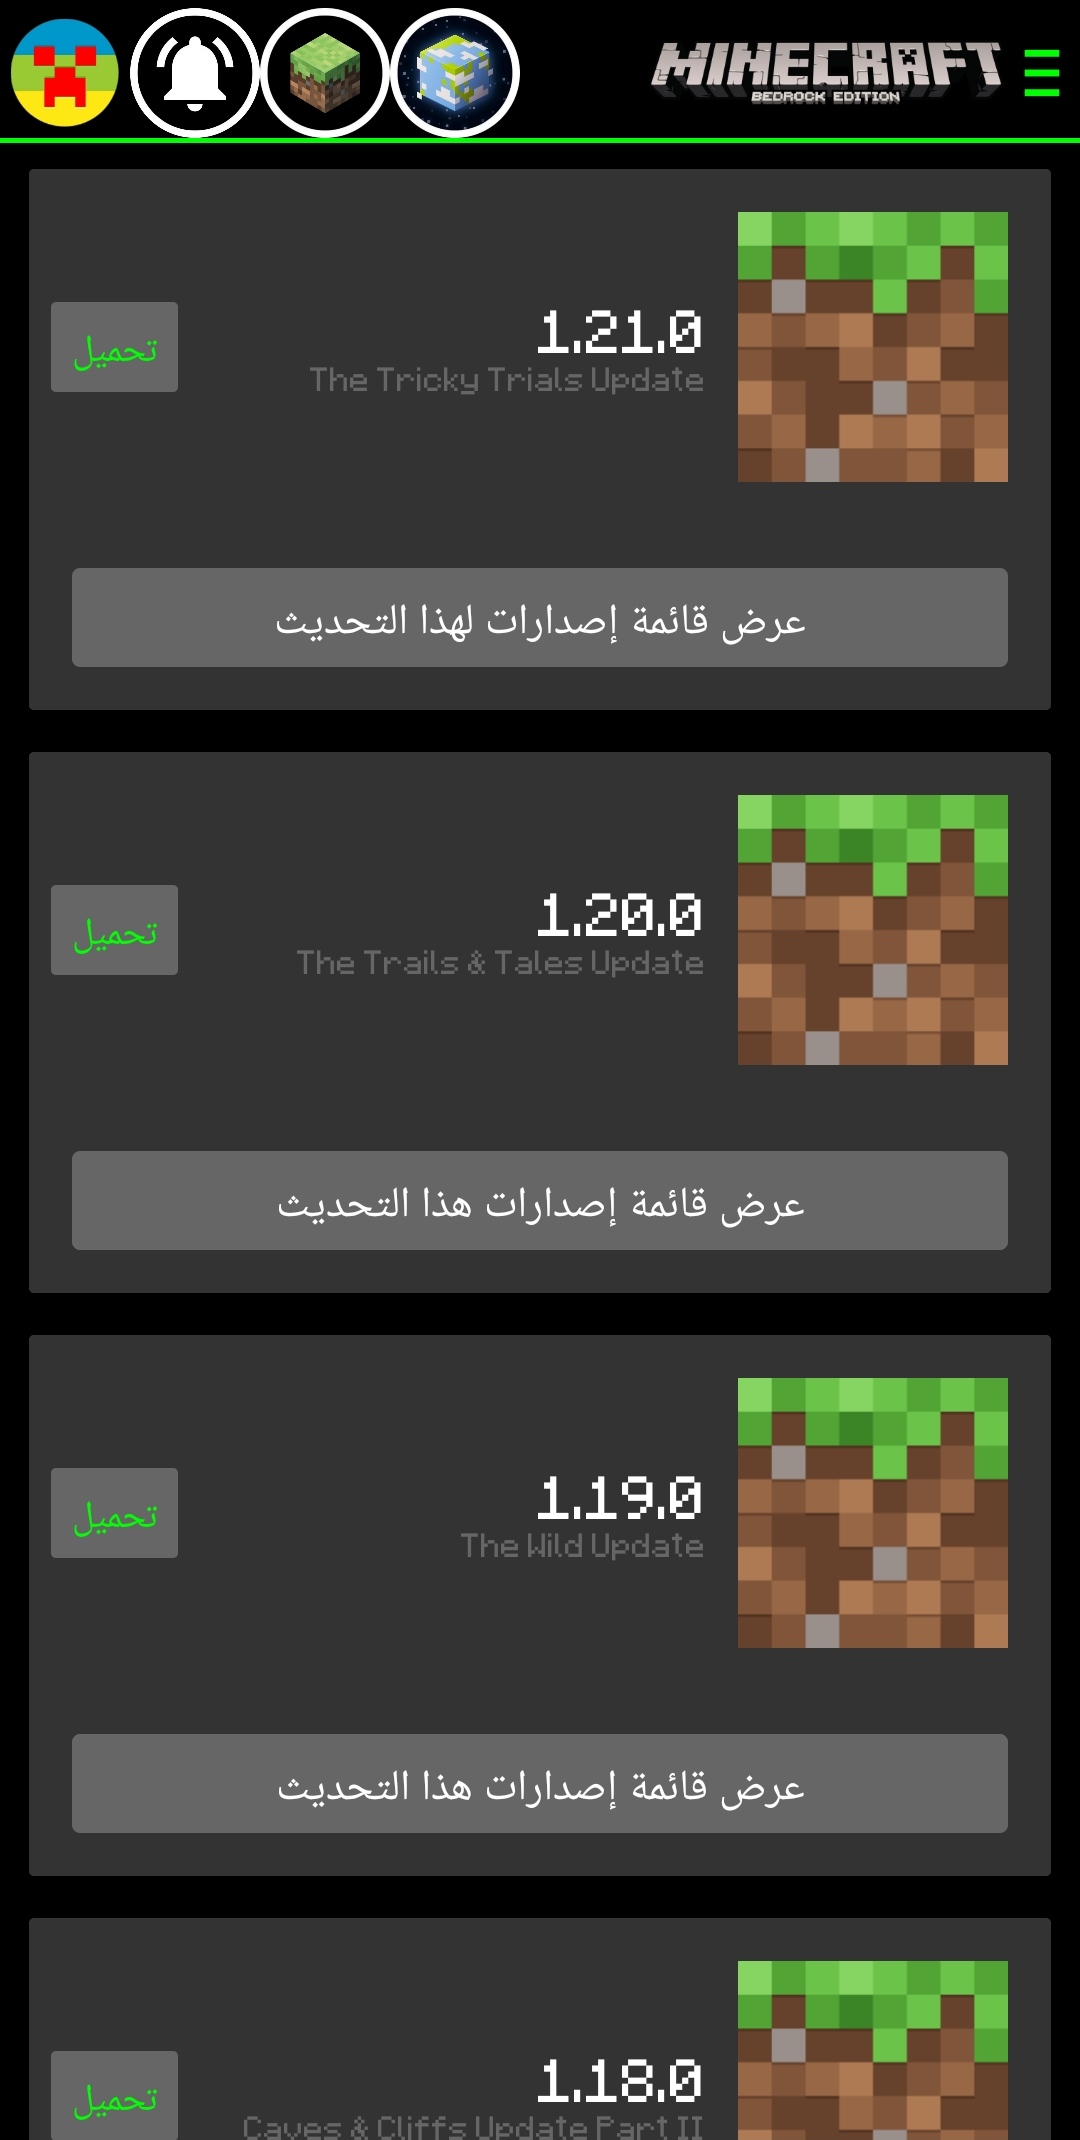 MINECRAFT
BEDROCK EDITION
1.21.0
The Tricky Trials Update
تحميل
عرض قائمة إصدارات لهذا التحديث
1.20.0
The Trails & Tales Update
تحميل
عرض قائمة إصدارات هذا التحديث
1.19.0
The Wild Update
تحميل
عرض قائمة إصدارات هذا التحديث
1.18.0
Caves & Cliffs Update Part II
تحميل